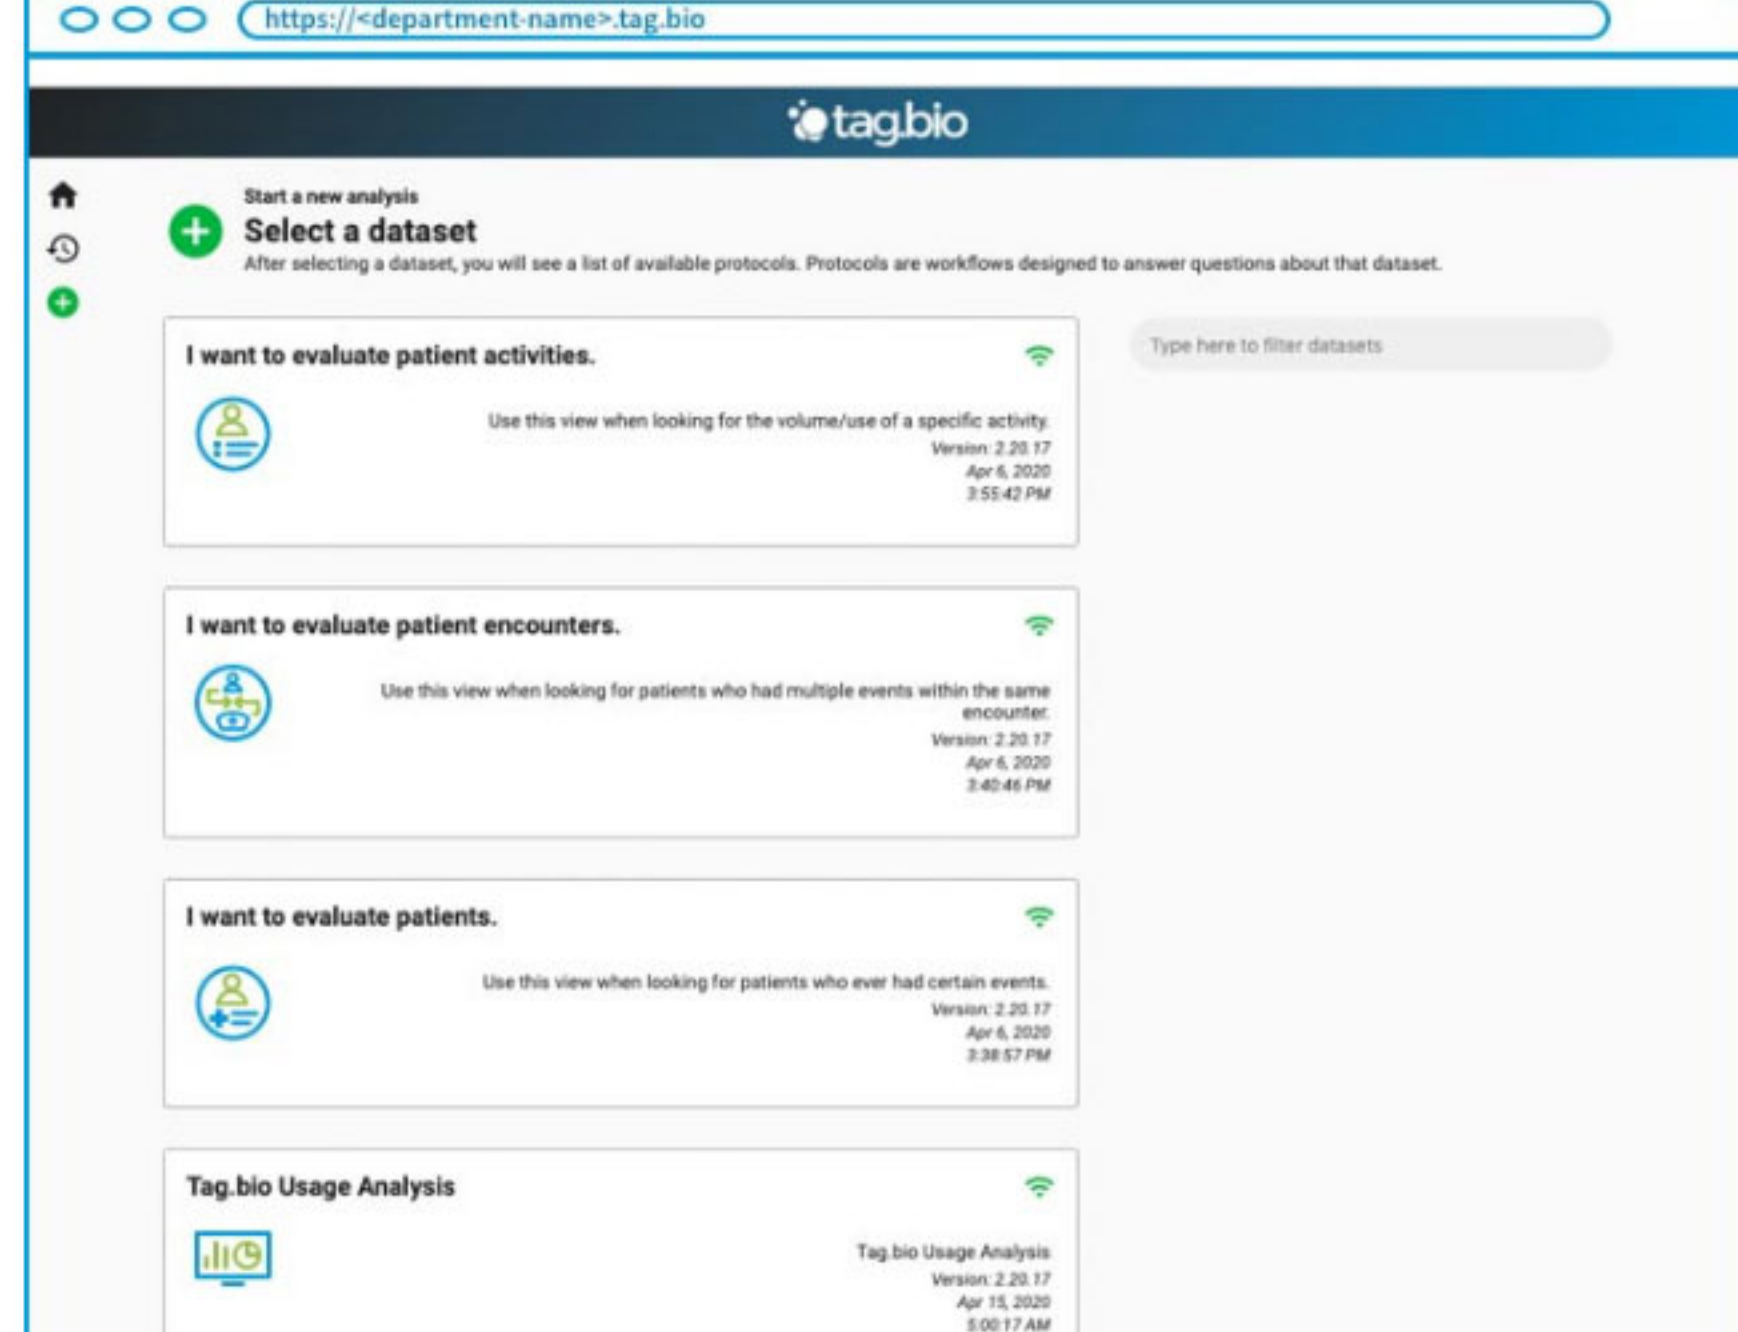 https://<department-name>.tag.bio
tag.bio
Start a new analysis
Select a dataset
After selecting a dataset, you will see a list of available protocols. Protocols are workflows designed to answer questions about that dataset.
Type here to filter datasets
I want to evaluate patient activities.
Use this view when looking for the volume/use of a specific activity.
Version: 2.20.17
Apr 6, 2020
3:55:42 PM
I want to evaluate patient encounters.
Use this view when looking for patients who had multiple events within the same
encounter.
Version: 2.20.17
Apr 6, 2020
3:40:46 PM
I want to evaluate patients.
Use this view when looking for patients who ever had certain events.
Version: 2.20.17
Apr 6, 2020
3:38:57 PM
Tag.bio Usage Analysis
Tag.bio Usage Analysis
Version: 2.20.17
Apr 15, 2020
5:00:17 AM